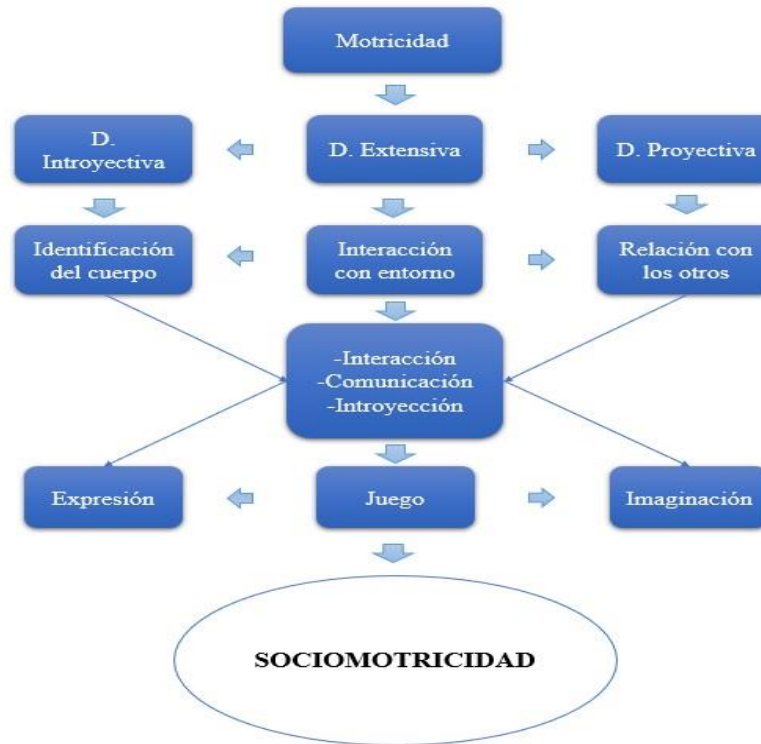 Motricidad
D.
Introyectiva
D. Extensiva
D. Proyectiva
Identificación
del cuerpo
Interacción
con entorno
Relación con
los otros
-Interacción
-Comunicación
-Introyección
Expresión
Juego
Imaginación
SOCIOMOTRICIDAD